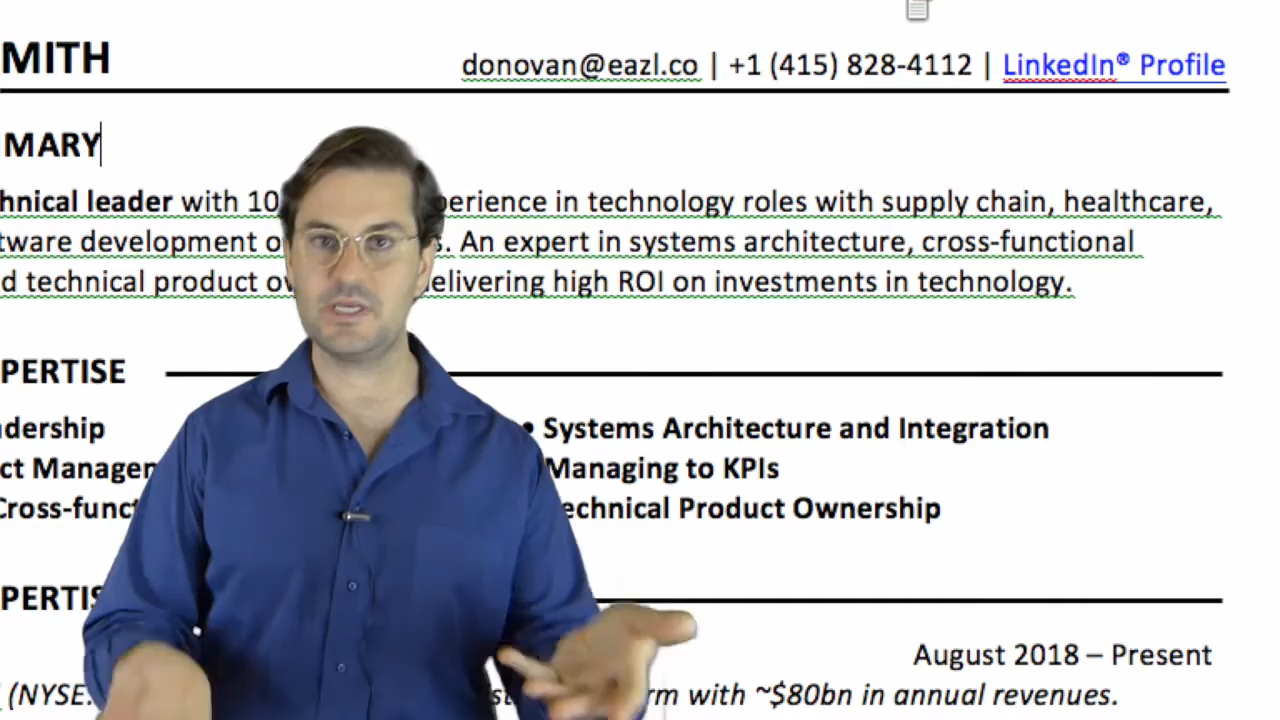 MITH donovan@eazl.co | +1 (415) 828-4112 | LinkedIn® Profile
MARY
hnical leader with 10 perience in technology roles with supply chain, healthcare,
tware development o s. An expert in systems architecture, cross-functional
d technical product ow elivering high ROI on investments in technology.
PERTISE
dership • Systems Architecture and Integration
ct Managem Managing to KPIs
Cross-funct echnical Product Ownership
PERTIS
August 2018 – Present
(NYSE: rm with ~$80bn in annual revenues.